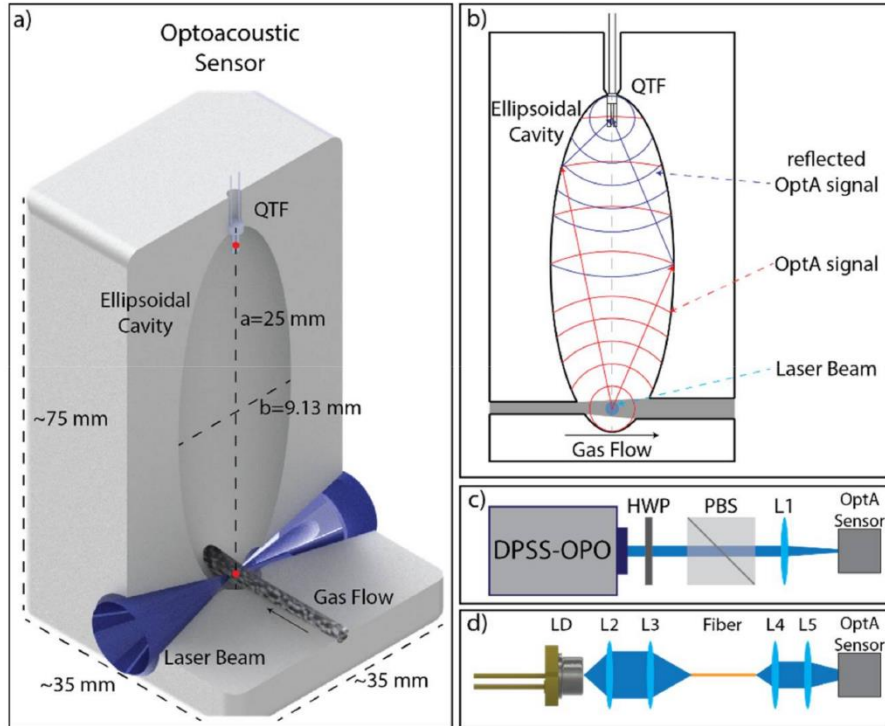 a)
Optoacoustic
Sensor
QTF
Ellipsoidal
Cavity
a=25 mm
b=9.13 mm
~75 mm
Gas Flow
Laser Beam
~35 mm
~35 mm
b)
QTF
Ellipsoidal
Cavity
reflected
OptA signal
OptA signal
Laser Beam
Gas Flow
c)
HWP
PBS
L1
OptA
Sensor
DPSS-OPO
d)
LD
L2
L3
Fiber
L4
L5
OptA
Sensor